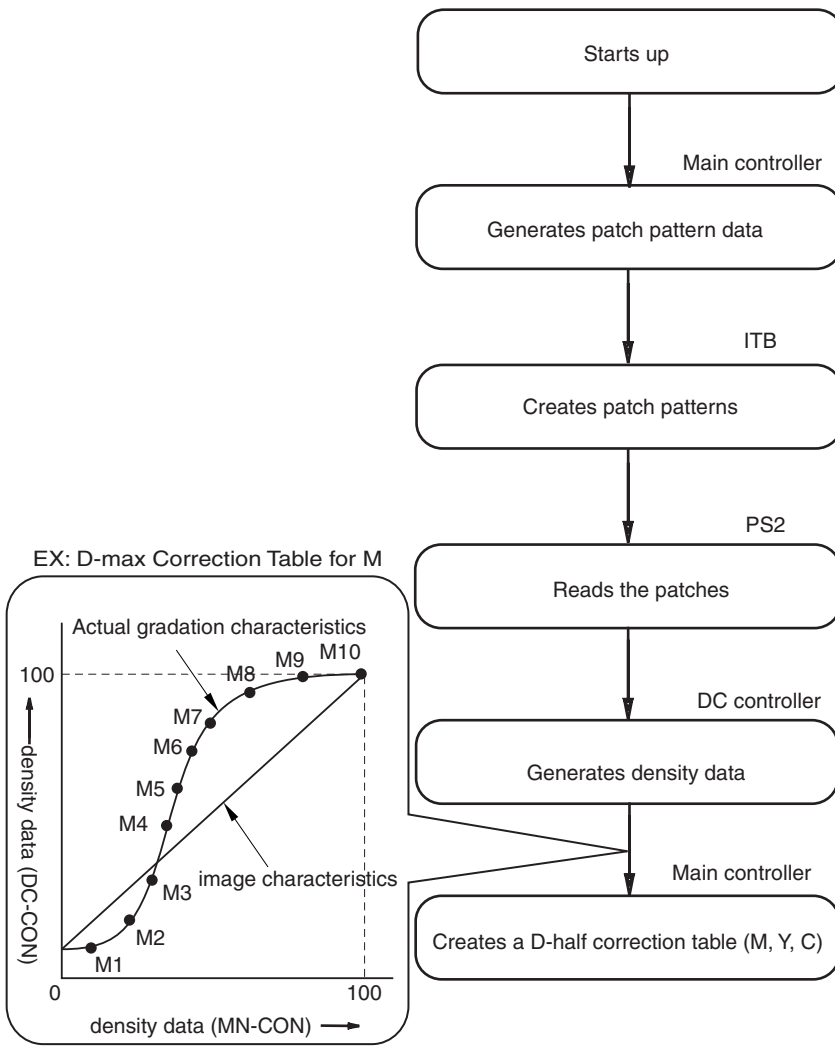 Starts up
Main controller
Generates patch pattern data
ITB
Creates patch patterns
PS2
Reads the patches
DC controller
Generates density data
Main controller
Creates a D-half correction table (M, Y, C)
EX: D-max Correction Table for M
Actual gradation characteristics
M10
M9
M8
100
M7
M6
M5
M4
image characteristics
M3
M2
M1
density data (DC-CON)
0
100
density data (MN-CON)